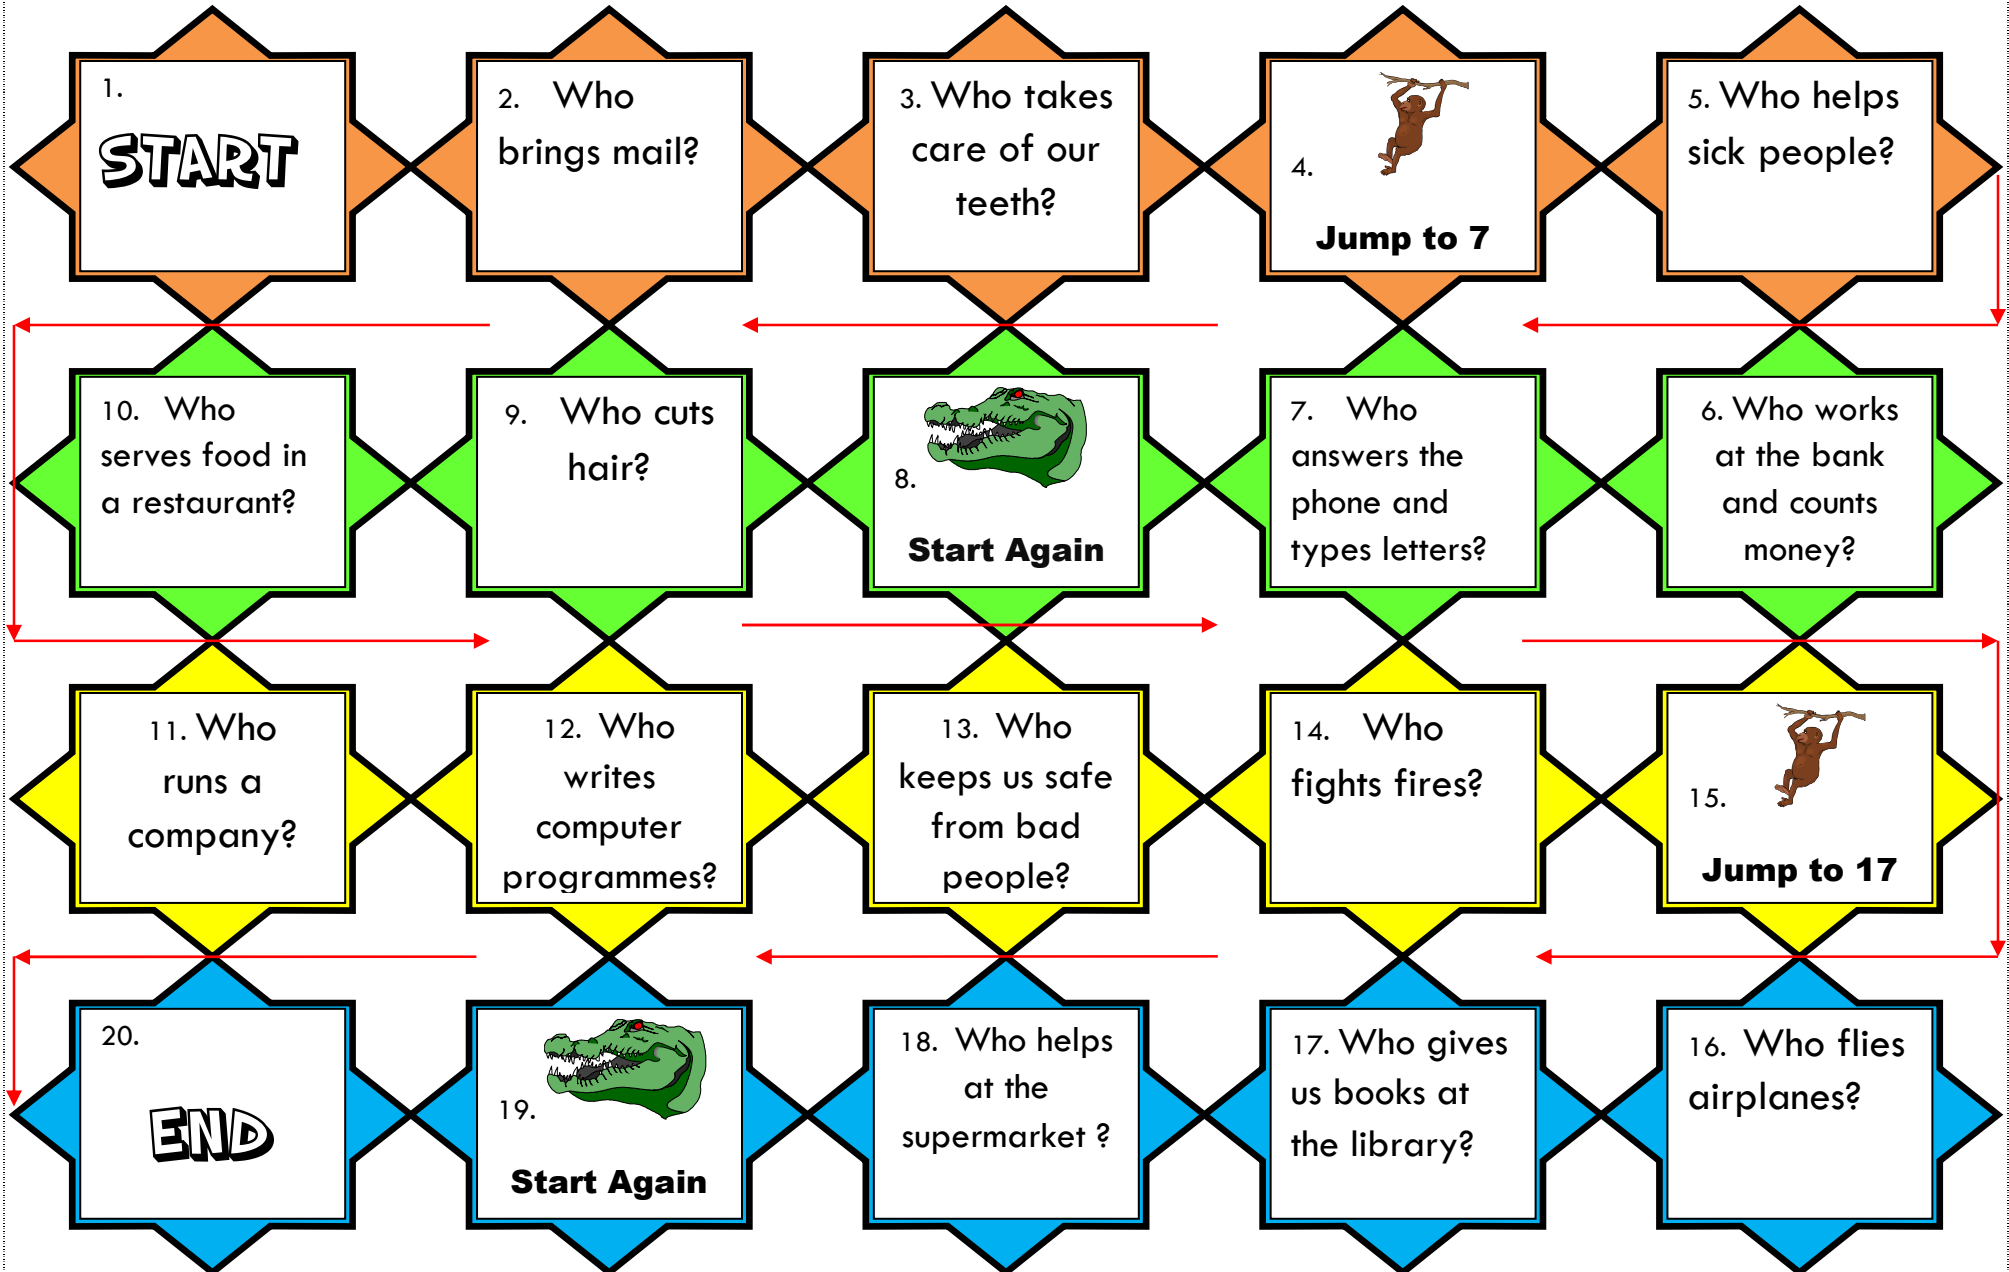 1.
START
2. Who
brings mail?
3. Who takes
care of our
teeth?
4.
Jump to 7
5. Who helps
sick people?
10. Who
serves food in
a restaurant?
9. Who cuts
hair?
8.
Start Again
7. Who
answers the
phone and
types letters?
6. Who works
at the bank
and counts
money?
11. Who
runs a
company?
12. Who
writes
computer
programmes?
13. Who
keeps us safe
from bad
people?
14. Who
fights fires?
15.
Jump to 17
20.
END
19.
Start Again
18. Who helps
at the
supermarket ?
17. Who gives
us books at
the library?
16. Who flies
airplanes?